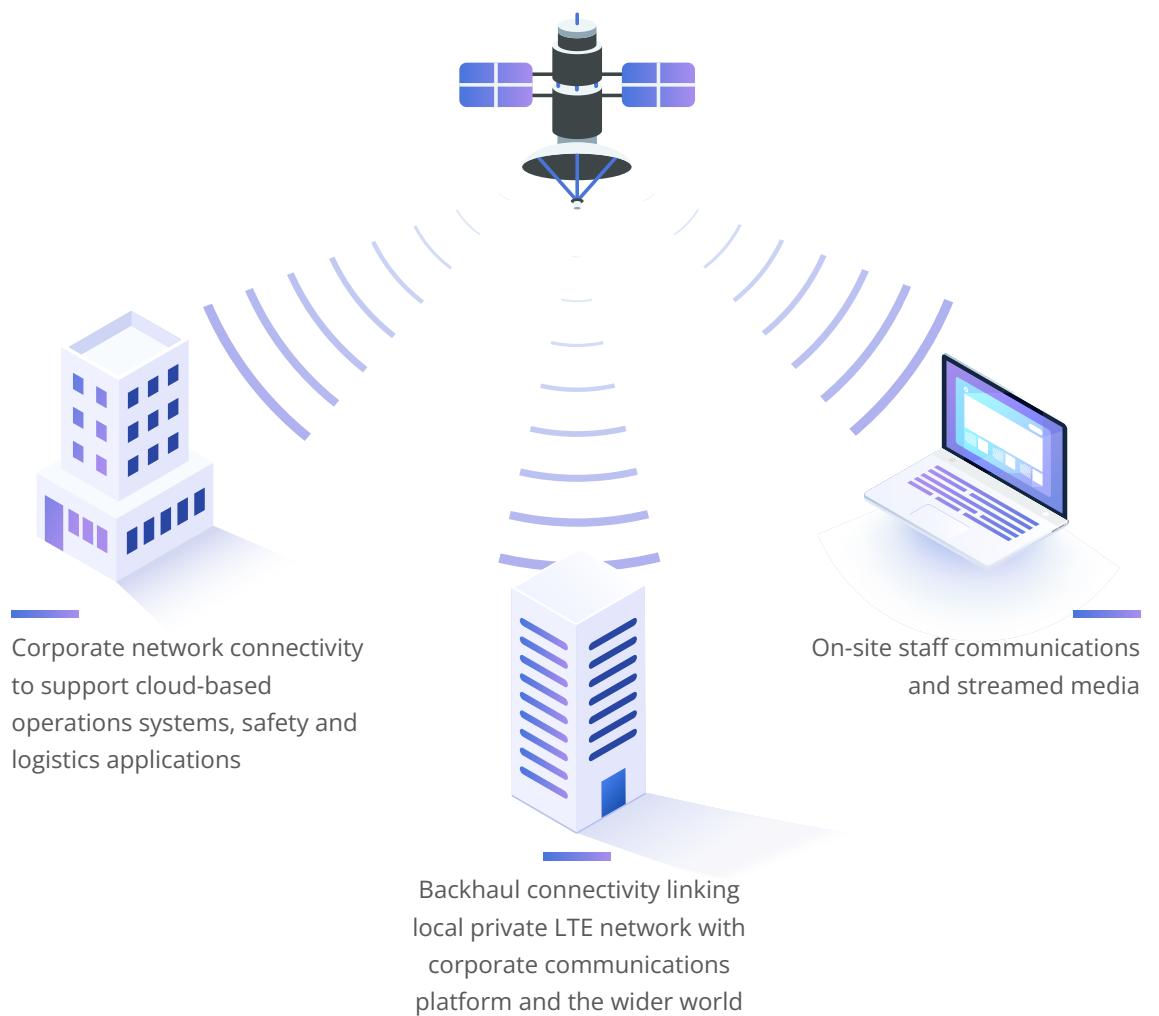 Corporate network connectivity
to support cloud-based
operations systems, safety and
logistics applications
On-site staff communications
and streamed media
Backhaul connectivity linking
local private LTE network with
corporate communications
platform and the wider world